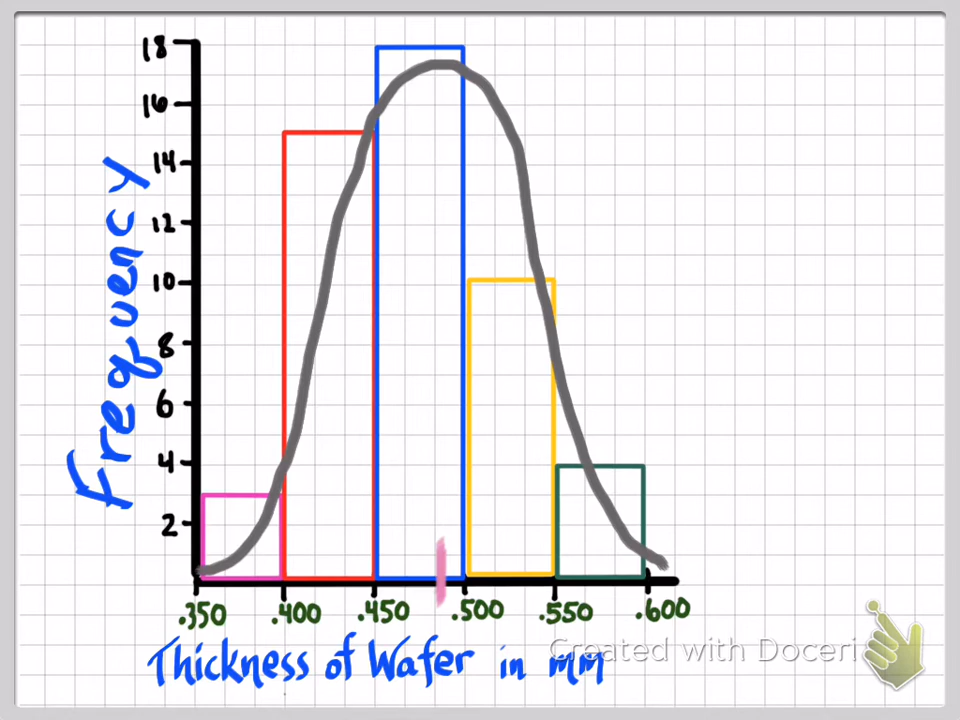 18
16
14
12
10
8
6
4
2
Frequency
.350 .400 .450 .500 .550 .600
Thickness of Wafer in mm
Created with Doceri